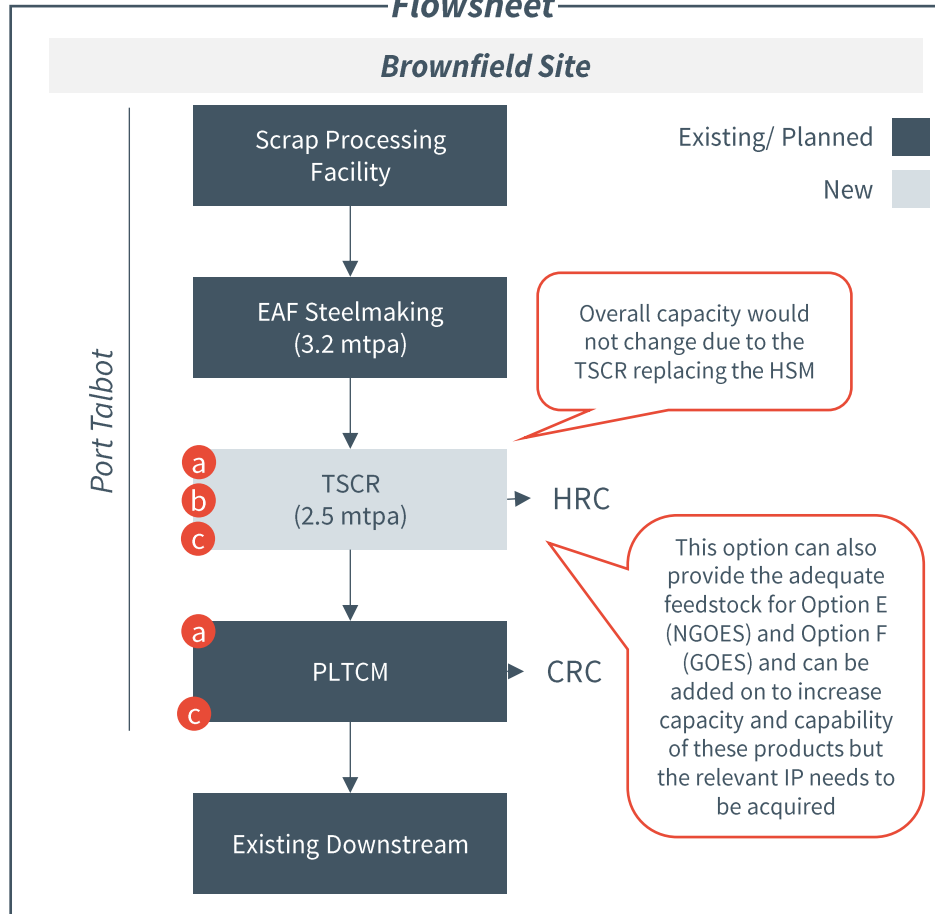 Flowsheet
Brownfield Site
Existing/ Planned
New
Port Talbot
Scrap Processing
Facility
EAF Steelmaking
(3.2 mtpa)
Overall capacity would
not change due to the
TSCR replacing the HSM
a
b
c
TSCR
(2.5 mtpa)
HRC
This option can also
provide the adequate
feedstock for Option E
(NGOES) and Option F
(GOES) and can be
added on to increase
capacity and capability
of these products but
the relevant IP needs to
be acquired
a
c
PLTCM
CRC
Existing Downstream